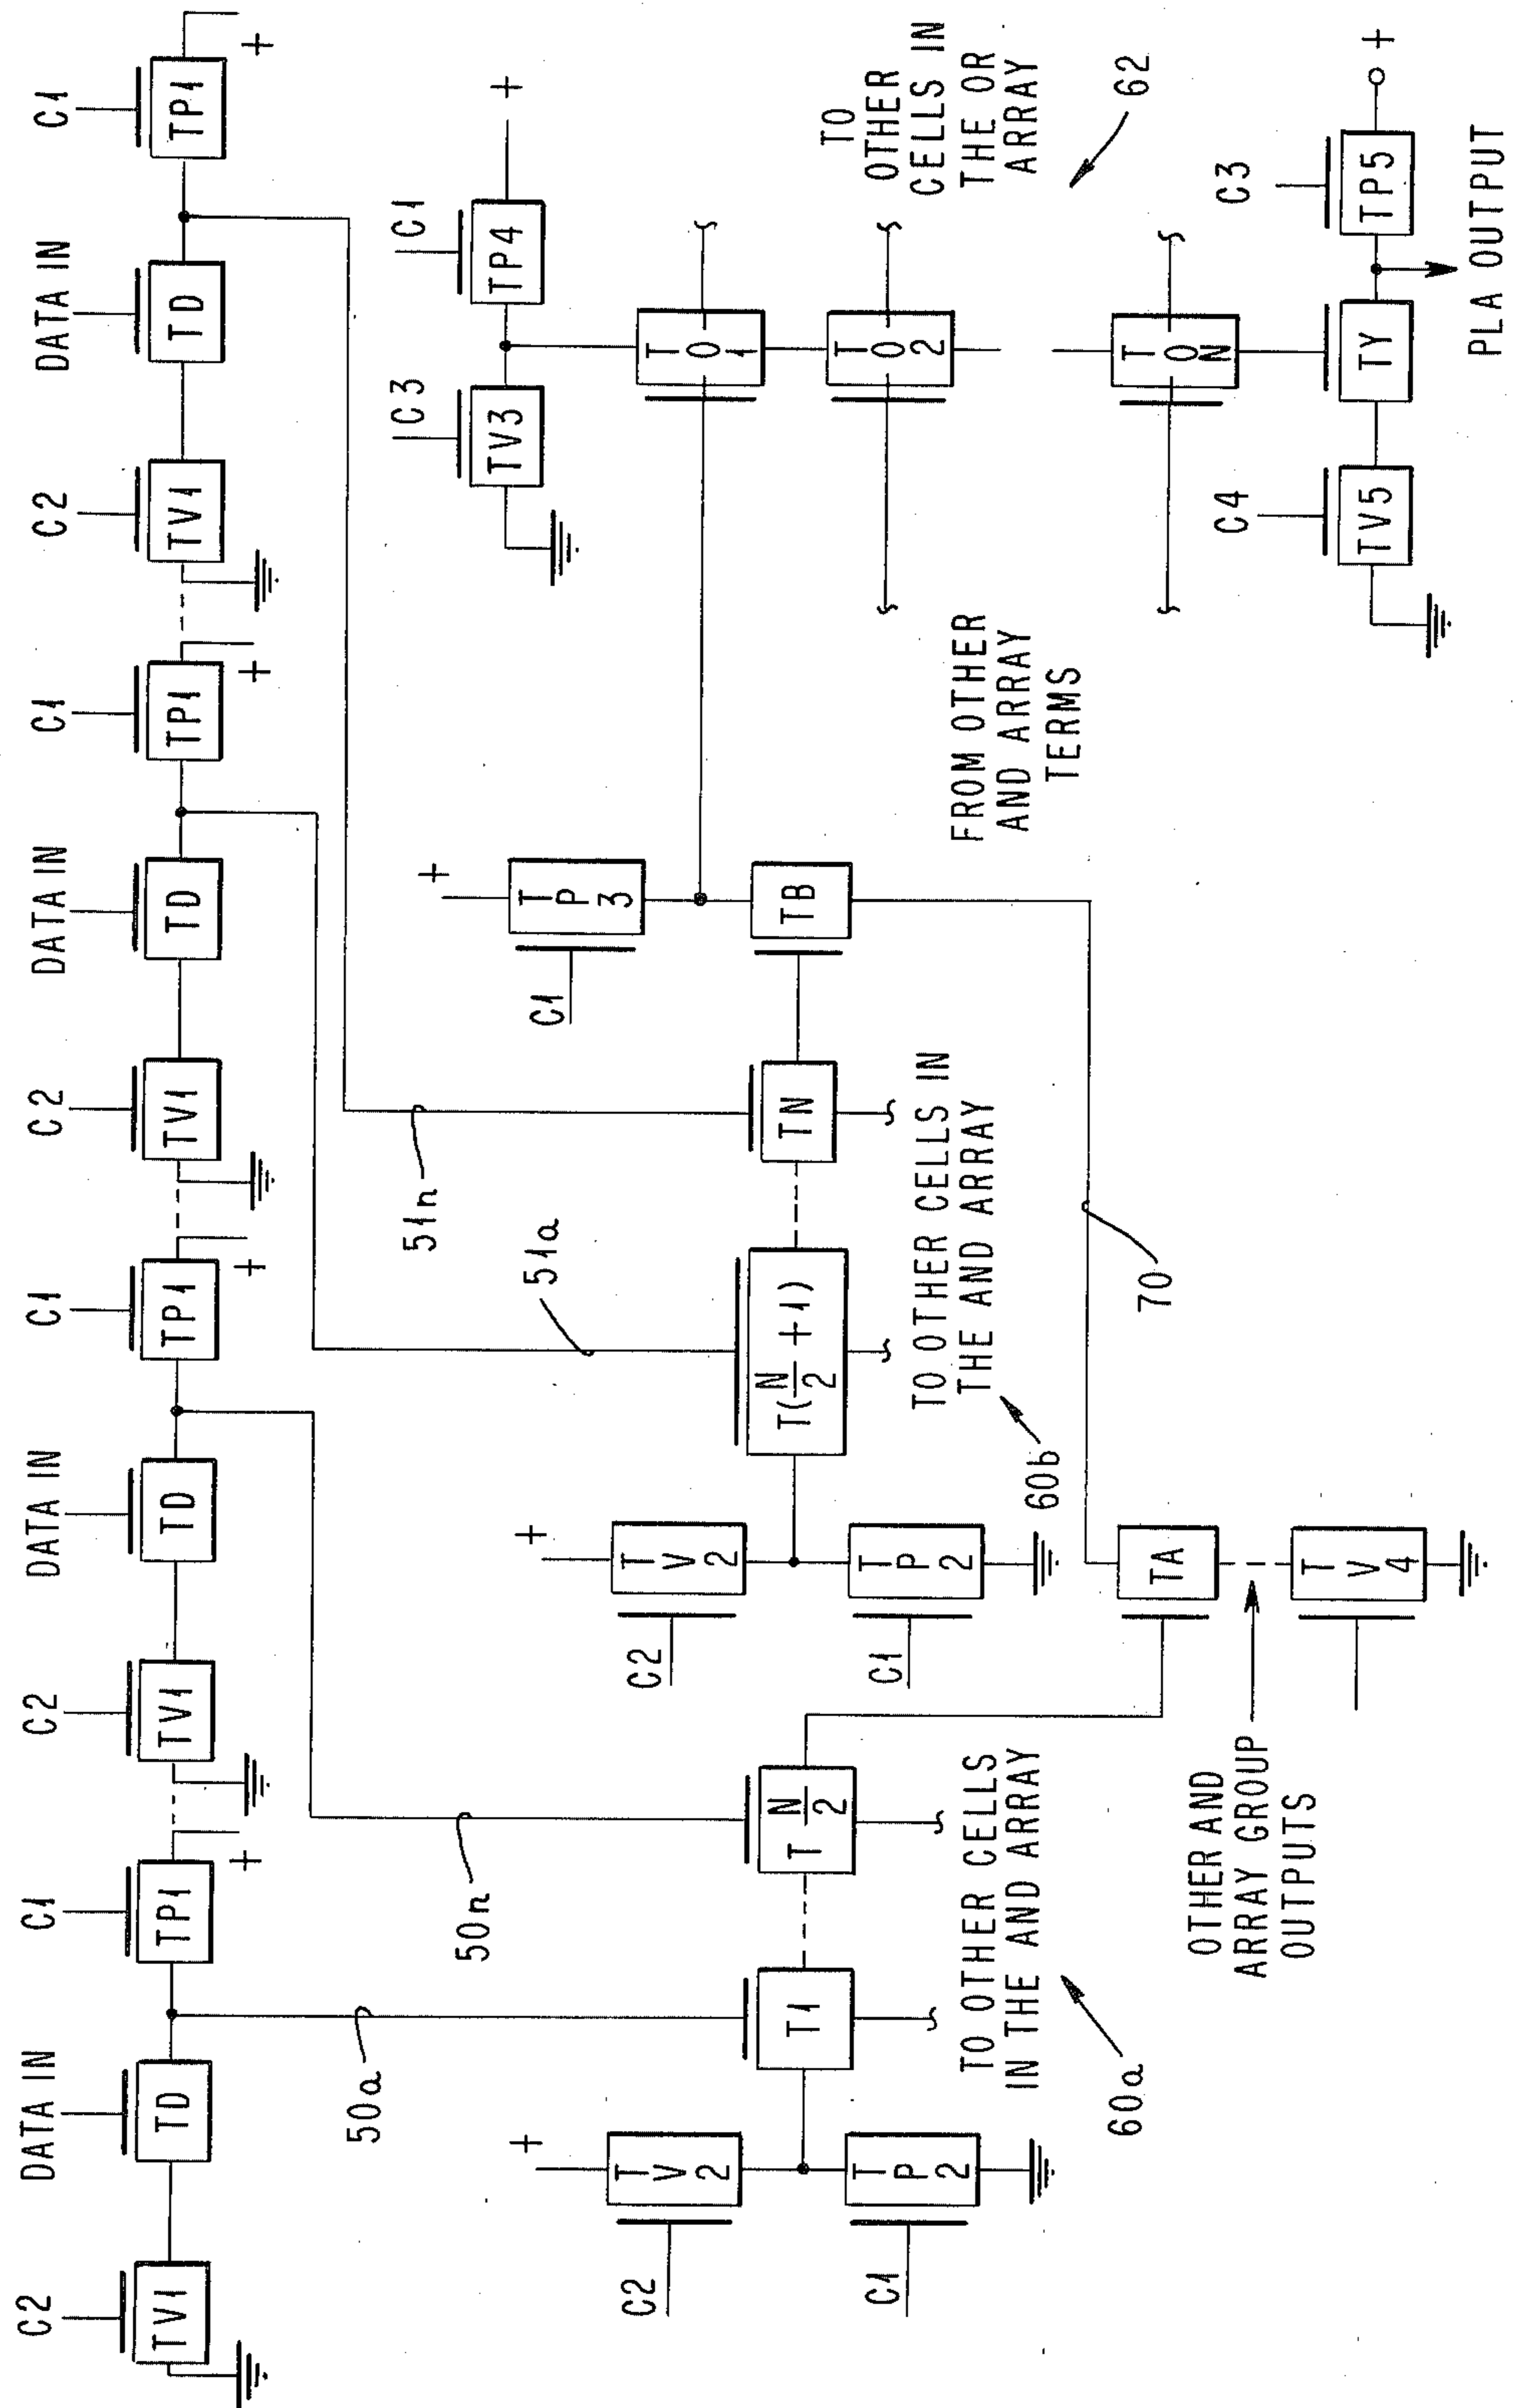 C2
DATA IN
C1
C2
DATA IN
C1
C2
DATA IN
C1
C2
DATA IN
C1
TV1
TD
TP1
+
TV1
TD
TP1
+
TV1
TD
TP1
+
TV1
TD
TP1
+
50a
50n
51a
51n
C3
C1
TV3
TP4
+
+
TV2
C2
+
TV2
C2
+
TP3
C1
T1
T N/2
T(N/2 + 1)
TN
TB
TP2
C1
TP2
C1
TO1
TO2
TON
TO
OTHER
CELLS IN
THE OR
ARRAY
62
TO OTHER CELLS
IN THE AND ARRAY
60a
TO OTHER CELLS IN
THE AND ARRAY
60b
FROM OTHER
AND ARRAY
TERMS
70
TA
TV4
OTHER AND
ARRAY GROUP
OUTPUTS
C4
C3
TV5
TY
TP5
+
PLA OUTPUT